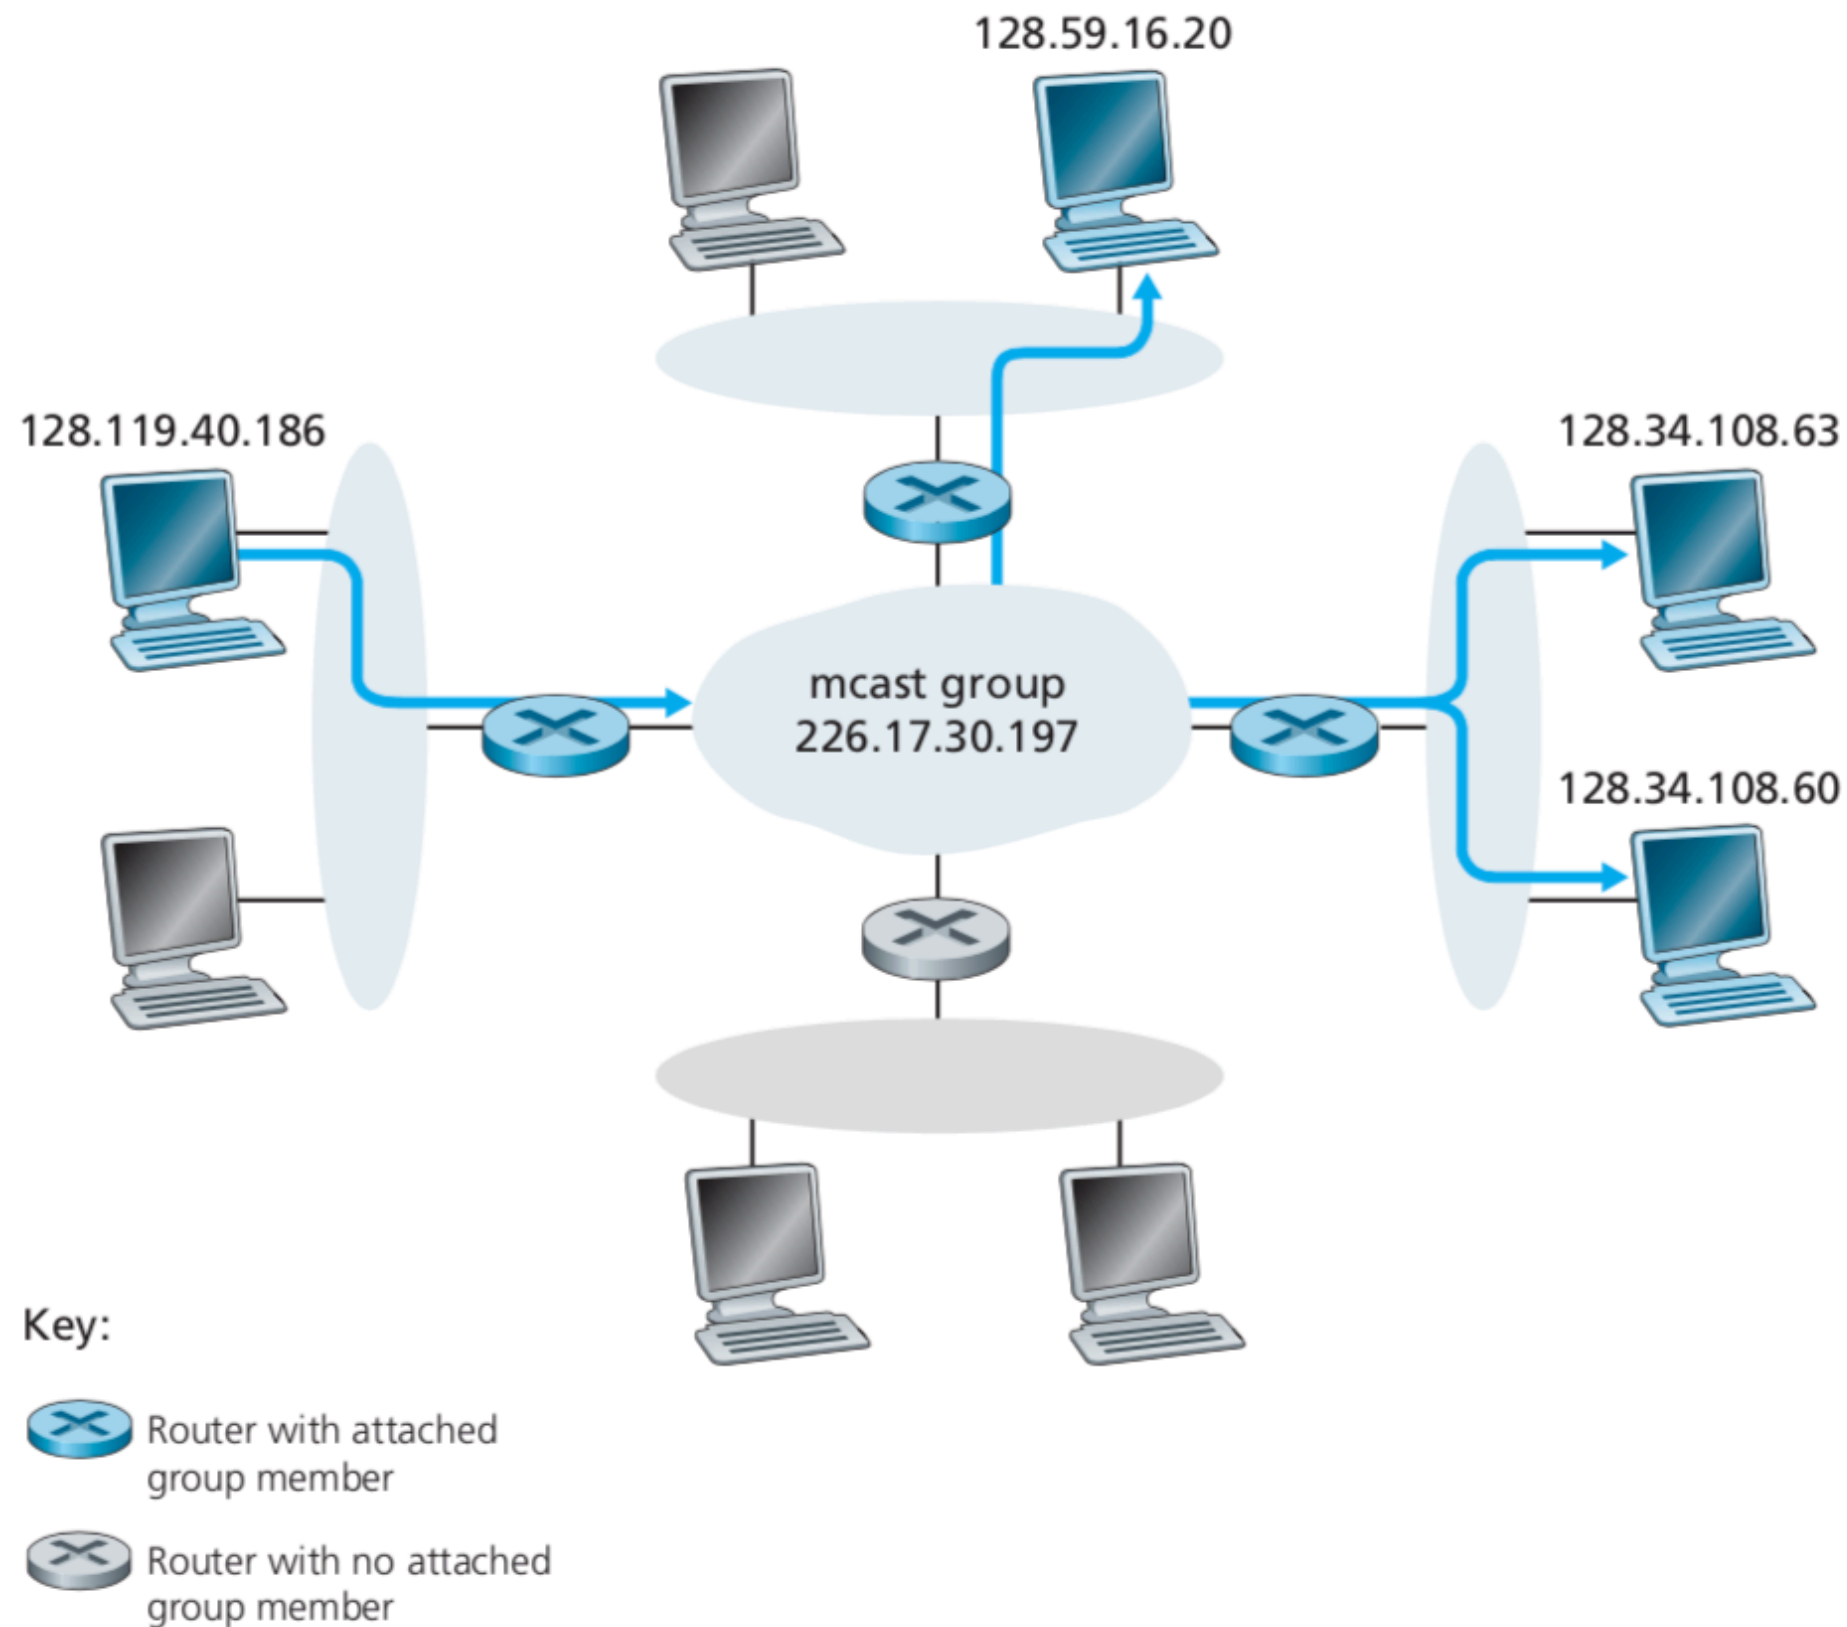 128.59.16.20
128.119.40.186
128.34.108.63
mcast group
226.17.30.197
128.34.108.60
Key:
Router with attached
group member
Router with no attached
group member